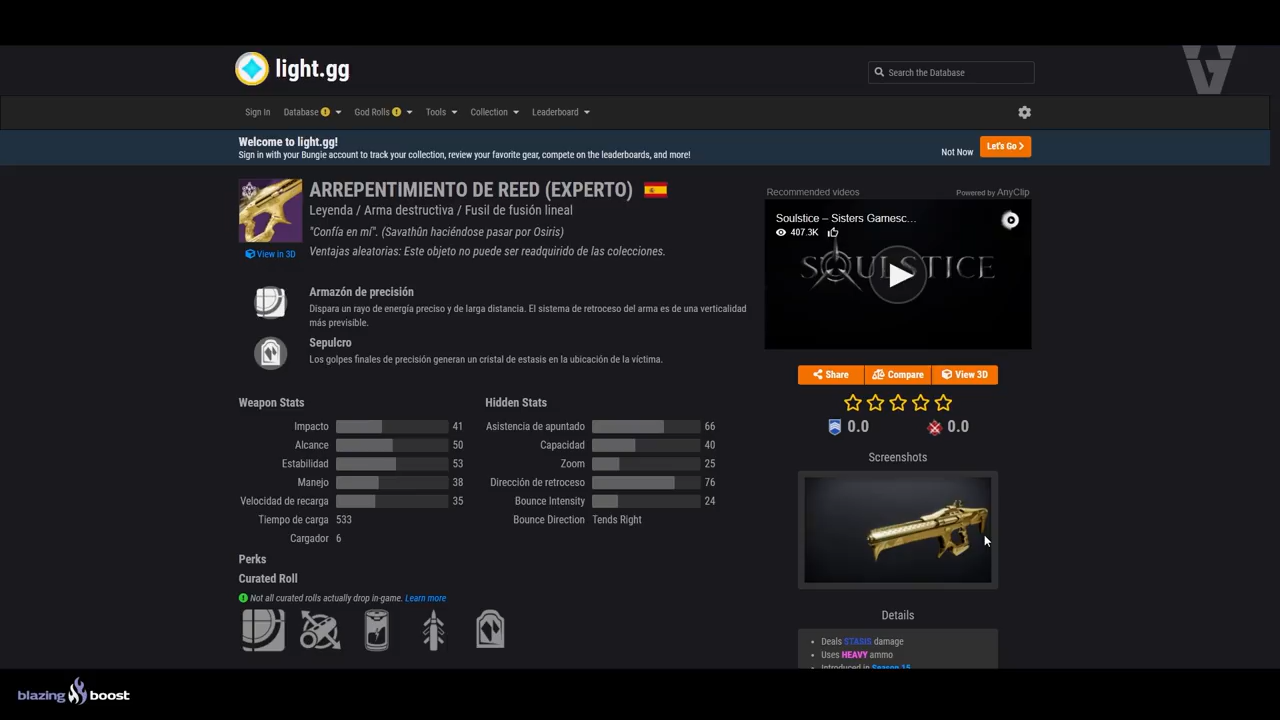 light.gg
Search the Database
Sign In Database God Rolls Tools Collection Leaderboard
Welcome to light.gg!
Sign in with your Bungie account to track your collection, review your favorite gear, compete on the leaderboards, and more!
Not Now Let's Go
ARREPENTIMIENTO DE REED (EXPERTO)
Leyenda / Arma destructiva / Fusil de fusión lineal
"Confía en mí". (Savathûn haciéndose pasar por Osiris)
Ventajas aleatorias: Este objeto no puede ser readquirido de las colecciones.
View in 3D
Armazón de precisión
Dispara un rayo de energía preciso y de larga distancia. El sistema de retroceso del arma es de una verticalidad
más previsible.
Sepulcro
Los golpes finales de precisión generan un cristal de estasis en la ubicación de la víctima.
Weapon Stats
Impacto 41
Alcance 50
Estabilidad 53
Manejo 38
Velocidad de recarga 35
Tiempo de carga 533
Cargador 6
Hidden Stats
Asistencia de apuntado 66
Capacidad 40
Zoom 25
Dirección de retroceso 76
Bounce Intensity 24
Bounce Direction Tends Right
Perks
Curated Roll
Not all curated rolls actually drop in-game. Learn more
Recommended videos Powered by AnyClip
Soulstice – Sisters Gamesc...
407.3K
SOULSTICE
Share Compare View 3D
0.0 0.0
Screenshots
Details
Deals STASIS damage
Uses HEAVY ammo
Introduced in Season 15
blazing boost